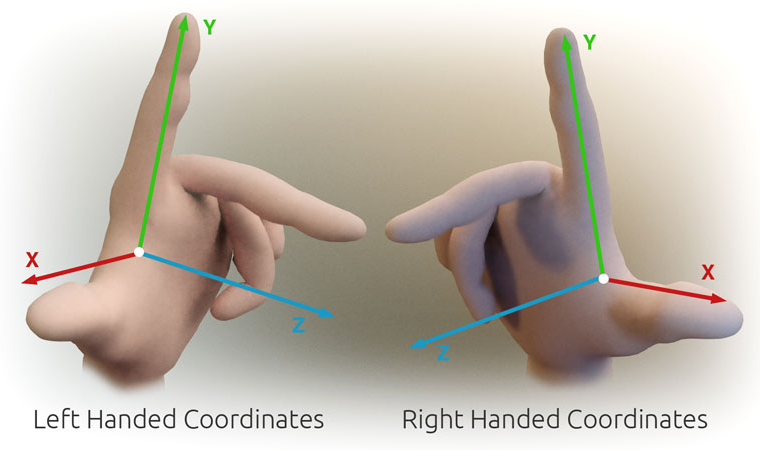 Y
X
Z
Y
X
Z
Left Handed Coordinates
Right Handed Coordinates